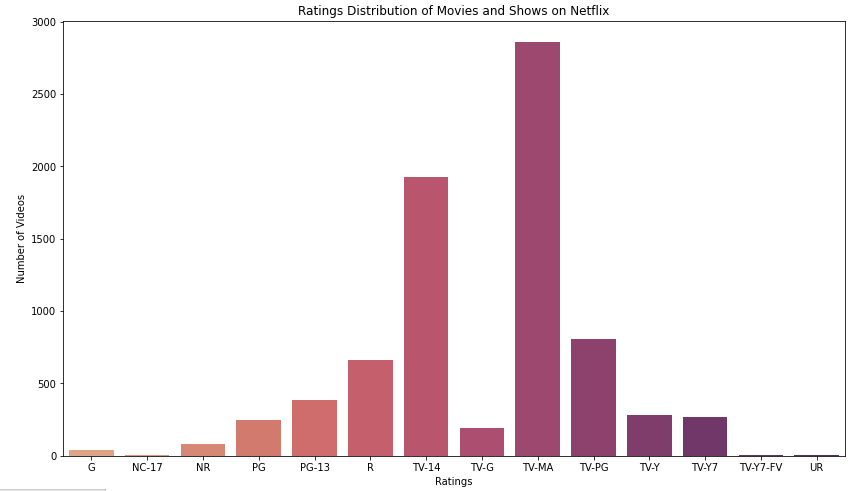 Ratings Distribution of Movies and Shows on Netflix
3000
2500
2000
1500
1000
500
0
Number of Videos
G NC-17 NR PG PG-13 R TV-14 TV-G TV-MA TV-PG TV-Y TV-Y7 TV-Y7-FV UR
Ratings